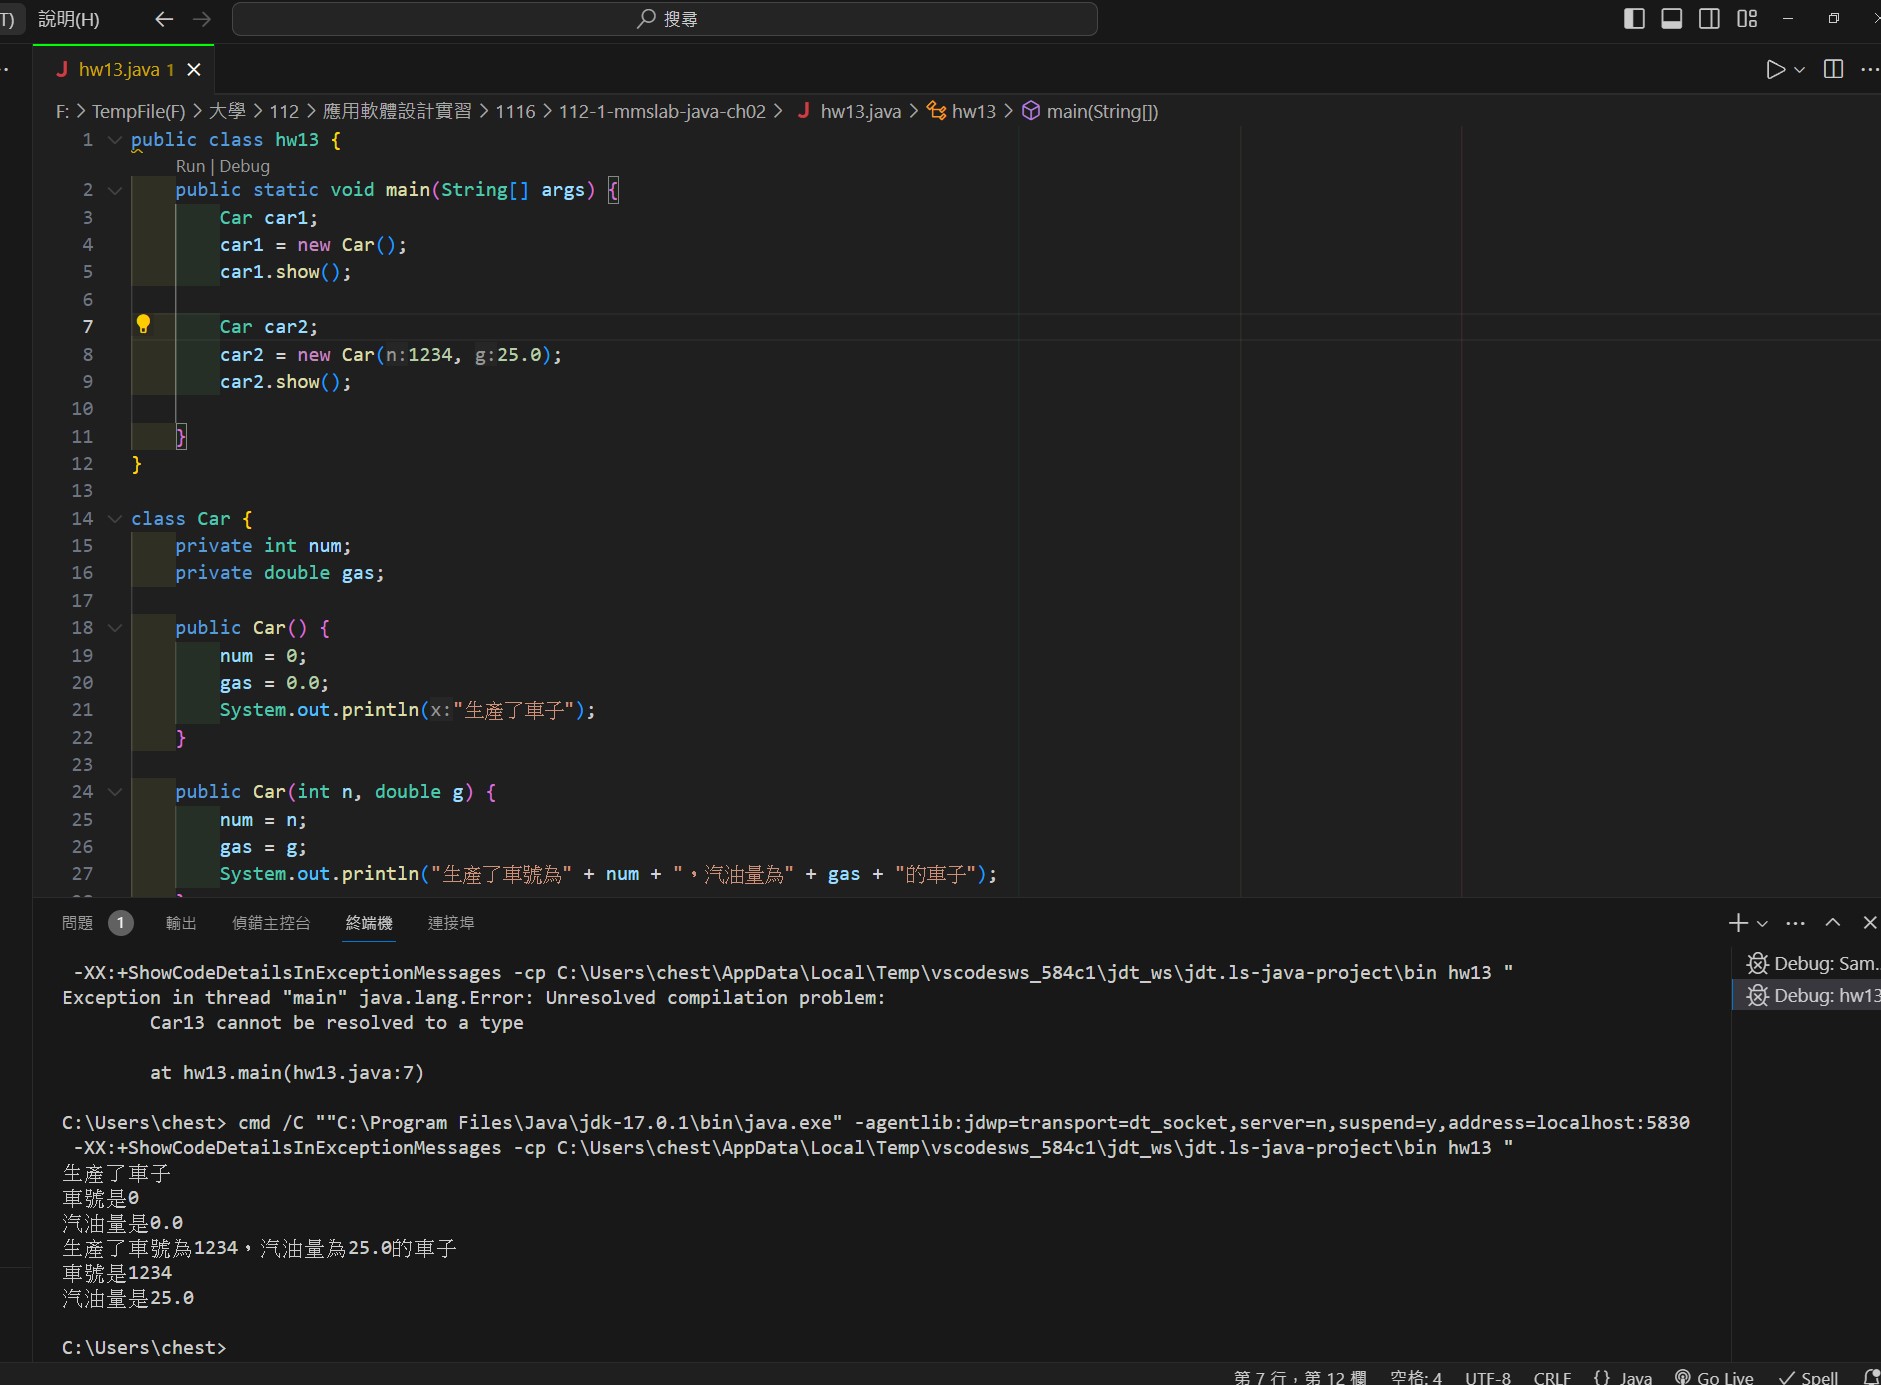 T) 說明(H) 搜尋
hw13.java 1
F: > TempFile(F) > 大學 > 112 > 應用軟體設計實習 > 1116 > 112-1-mmslab-java-ch02 > J hw13.java > hw13 > main(String[])
1 public class hw13 {
Run | Debug
2 public static void main(String[] args) {
3 Car car1;
4 car1 = new Car();
5 car1.show();
6
7 Car car2;
8 car2 = new Car(n:1234, g:25.0);
9 car2.show();
10
11 }
12 }
13
14 class Car {
15 private int num;
16 private double gas;
17
18 public Car() {
19 num = 0;
20 gas = 0.0;
21 System.out.println(x:"生產了車子");
22 }
23
24 public Car(int n, double g) {
25 num = n;
26 gas = g;
27 System.out.println("生產了車號為" + num + "，汽油量為" + gas + "的車子");
問題 1 輸出 偵錯主控台 終端機 連接埠
-XX:+ShowCodeDetailsInExceptionMessages -cp C:\Users\chest\AppData\Local\Temp\vscodesws_584c1\jdt_ws\jdt.ls-java-project\bin hw13 "
Exception in thread "main" java.lang.Error: Unresolved compilation problem:
Car13 cannot be resolved to a type
at hw13.main(hw13.java:7)
C:\Users\chest> cmd /C ""C:\Program Files\Java\jdk-17.0.1\bin\java.exe" -agentlib:jdwp=transport=dt_socket,server=n,suspend=y,address=localhost:5830
-XX:+ShowCodeDetailsInExceptionMessages -cp C:\Users\chest\AppData\Local\Temp\vscodesws_584c1\jdt_ws\jdt.ls-java-project\bin hw13 "
生產了車子
車號是0
汽油量是0.0
生產了車號為1234，汽油量為25.0的車子
車號是1234
汽油量是25.0
C:\Users\chest>
Debug: Sam...
Debug: hw13
第 7 行，第 12 欄 空格: 4 UTF-8 CRLF {} Java Go Live Spell